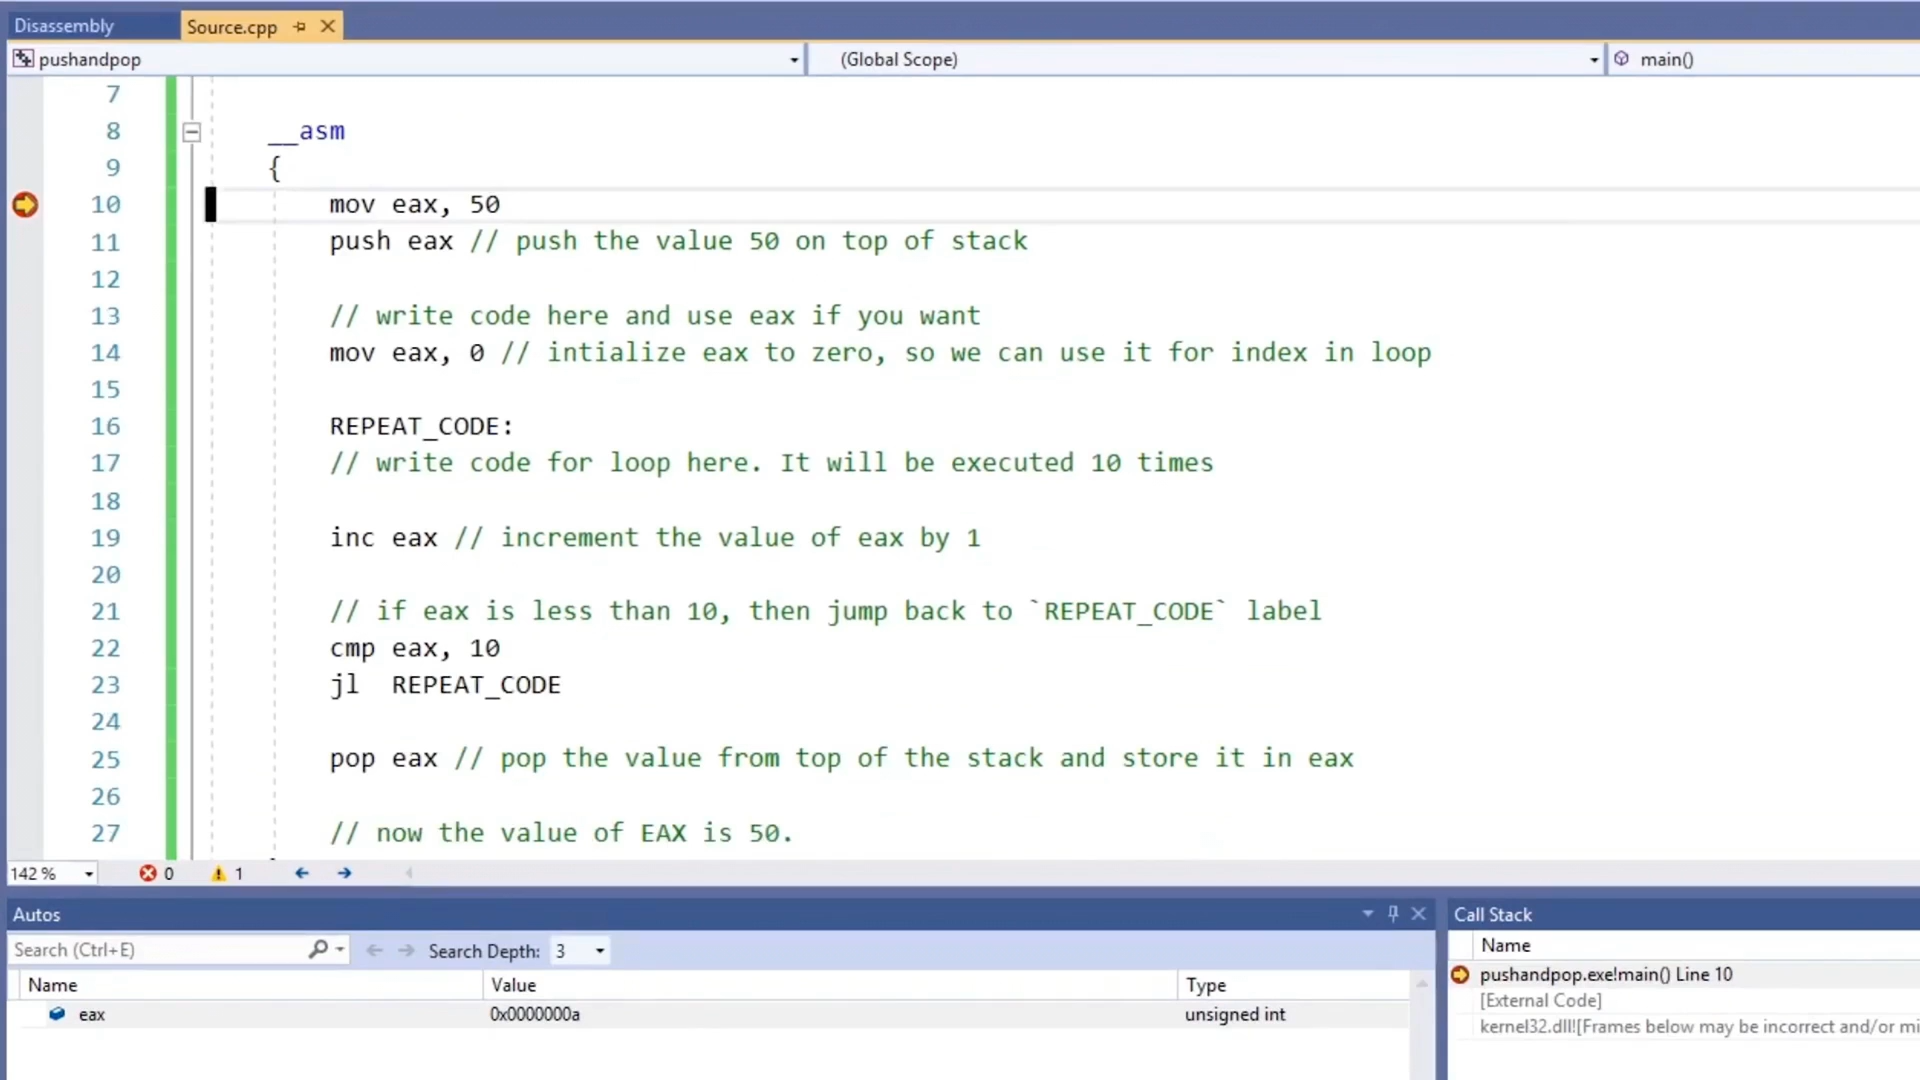 Disassembly Source.cpp
pushandpop (Global Scope) main()
7
8 __asm
9 {
10 mov eax, 50
11 push eax // push the value 50 on top of stack
12
13 // write code here and use eax if you want
14 mov eax, 0 // intialize eax to zero, so we can use it for index in loop
15
16 REPEAT_CODE:
17 // write code for loop here. It will be executed 10 times
18
19 inc eax // increment the value of eax by 1
20
21 // if eax is less than 10, then jump back to `REPEAT_CODE` label
22 cmp eax, 10
23 jl  REPEAT_CODE
24
25 pop eax // pop the value from top of the stack and store it in eax
26
27 // now the value of EAX is 50.
142 % 0 1
Autos
Search (Ctrl+E) Search Depth: 3
Name Value Type
eax 0x0000000a unsigned int
Call Stack
Name
pushandpop.exe!main() Line 10
[External Code]
kernel32.dll![Frames below may be incorrect and/or mi